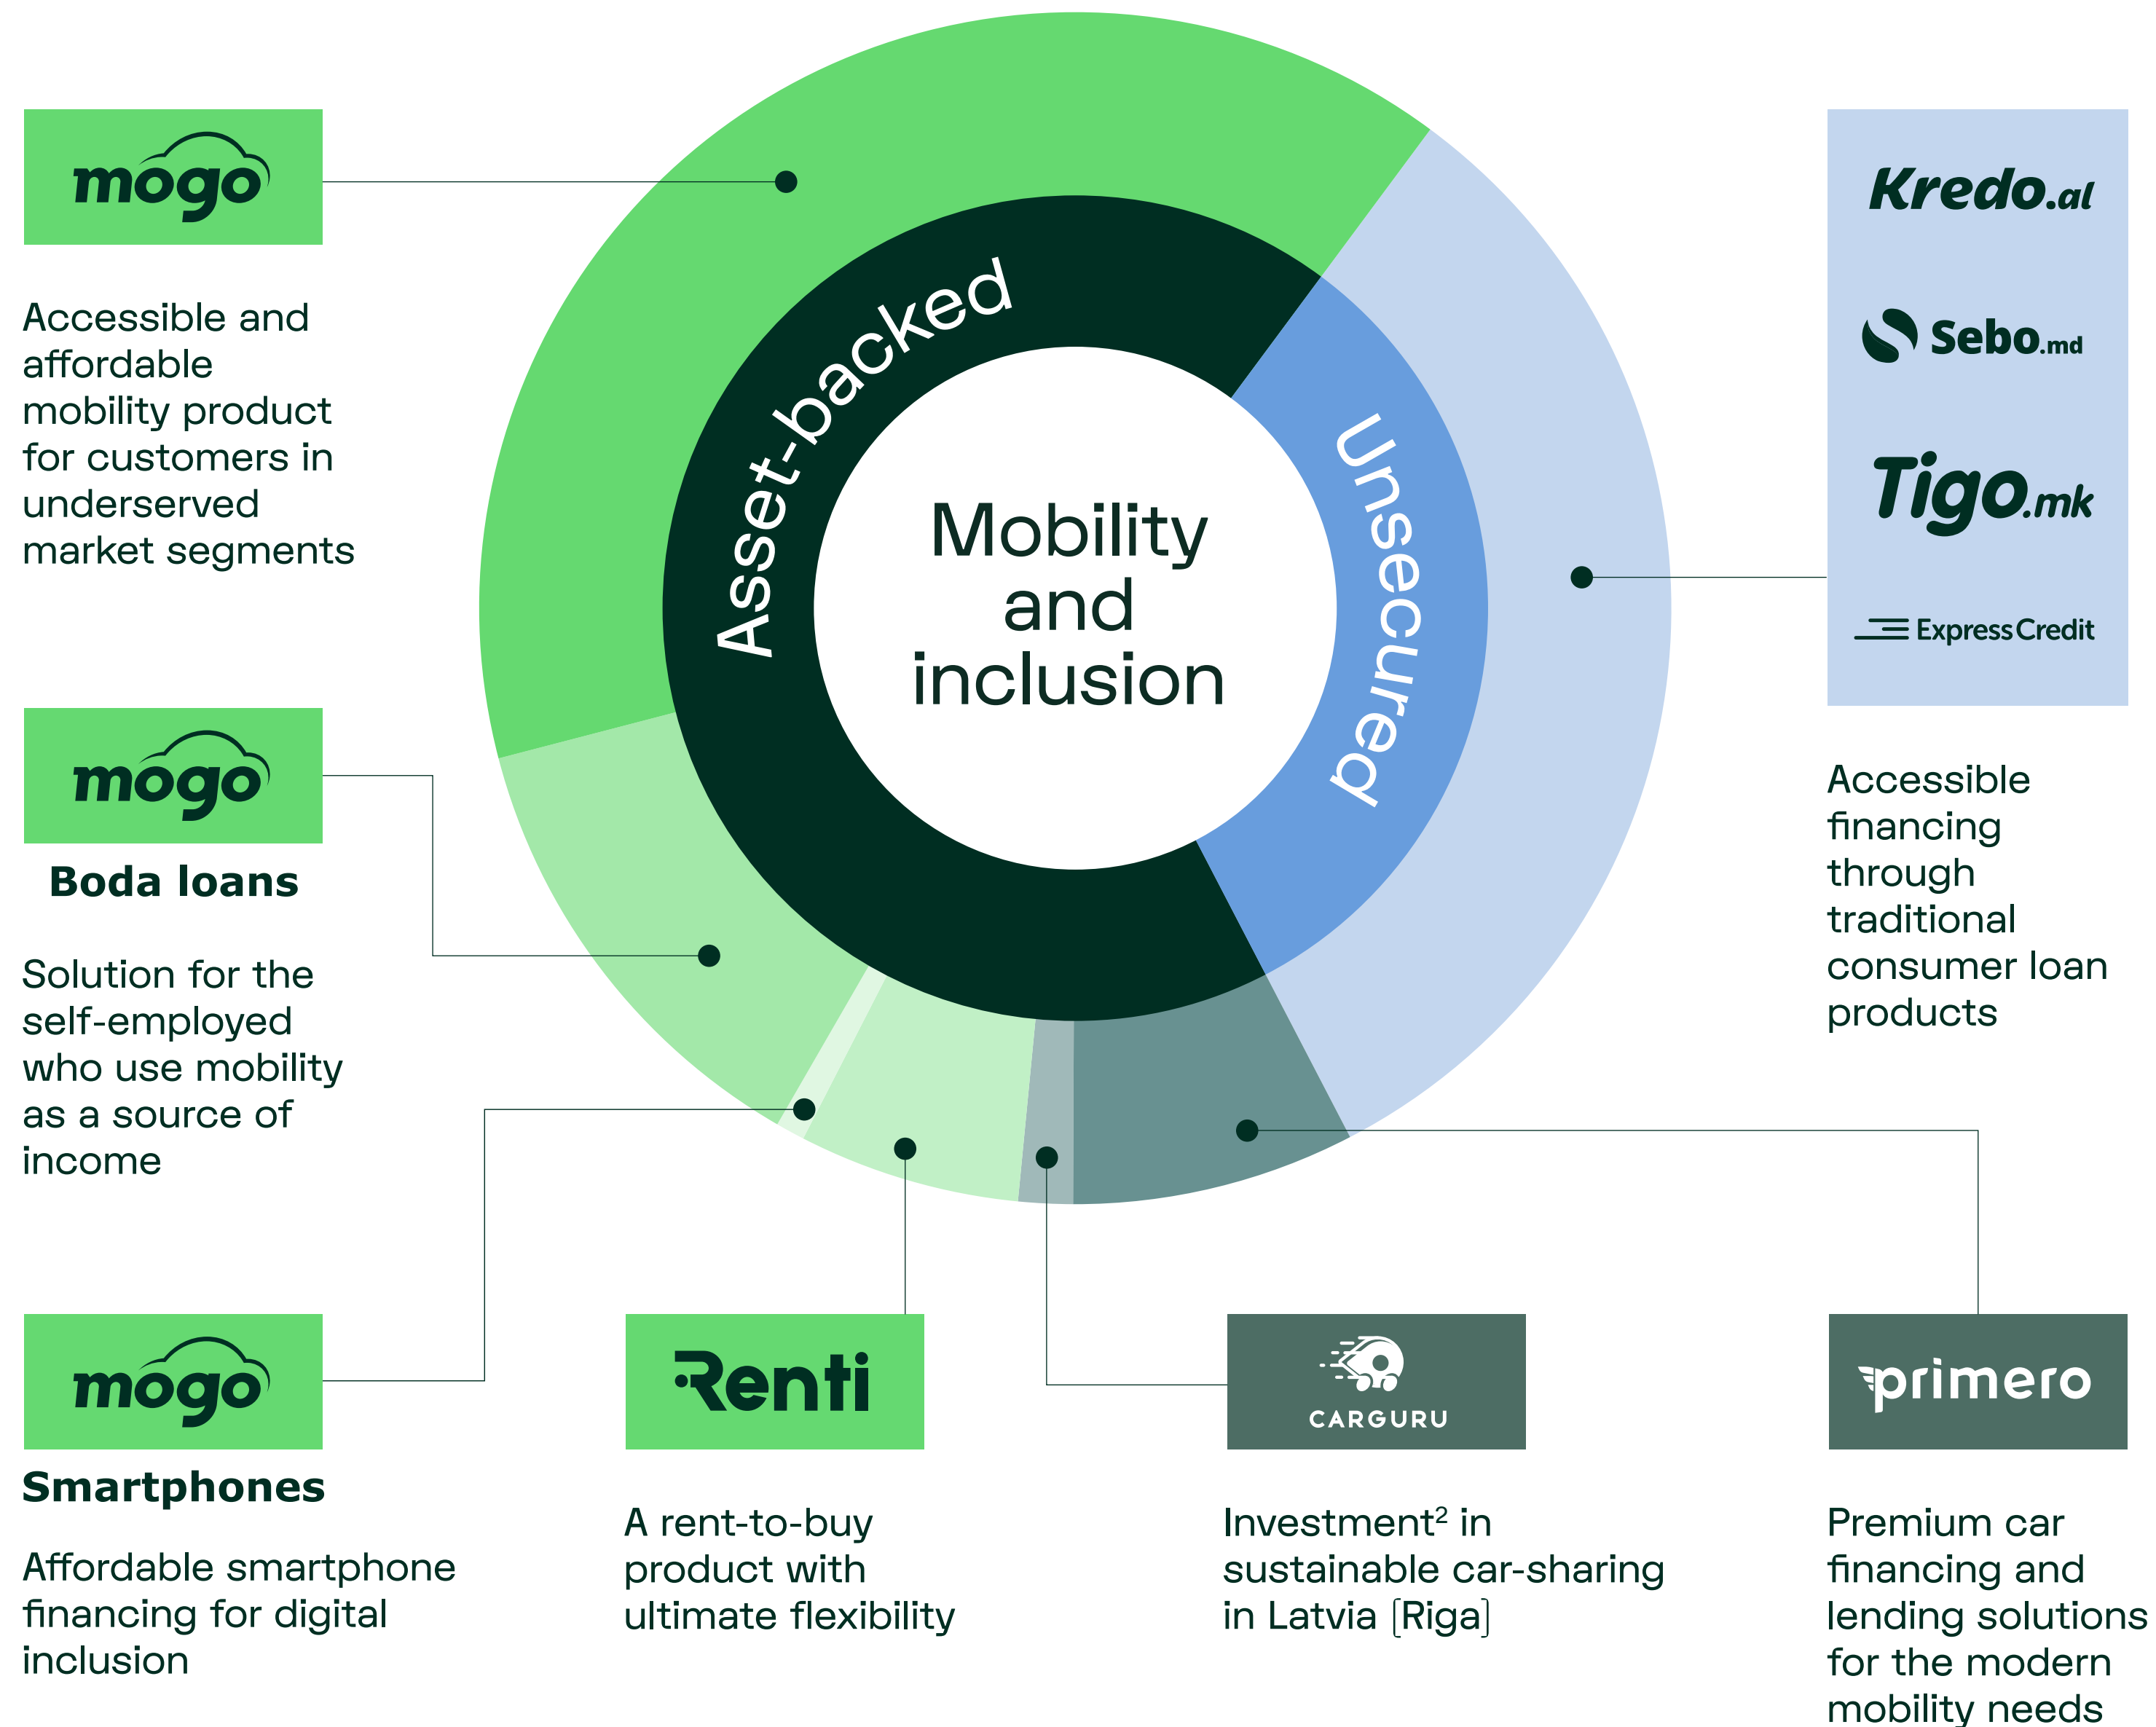 mogo
Accessible and
affordable
mobility product
for customers in
underserved
market segments
mogo
Boda loans
Solution for the
self-employed
who use mobility
as a source of
income
mogo
Smartphones
Affordable smartphone
financing for digital
inclusion
Asset-backed
Unsecured
Mobility
and
inclusion
Renti
A rent-to-buy
product with
ultimate flexibility
CARGURU
Investment² in
sustainable car-sharing
in Latvia (Riga)
Kredo.al
Sebo.md
Tigo.mk
ExpressCredit
Accessible
financing
through
traditional
consumer loan
products
primero
Premium car
financing and
lending solutions
for the modern
mobility needs